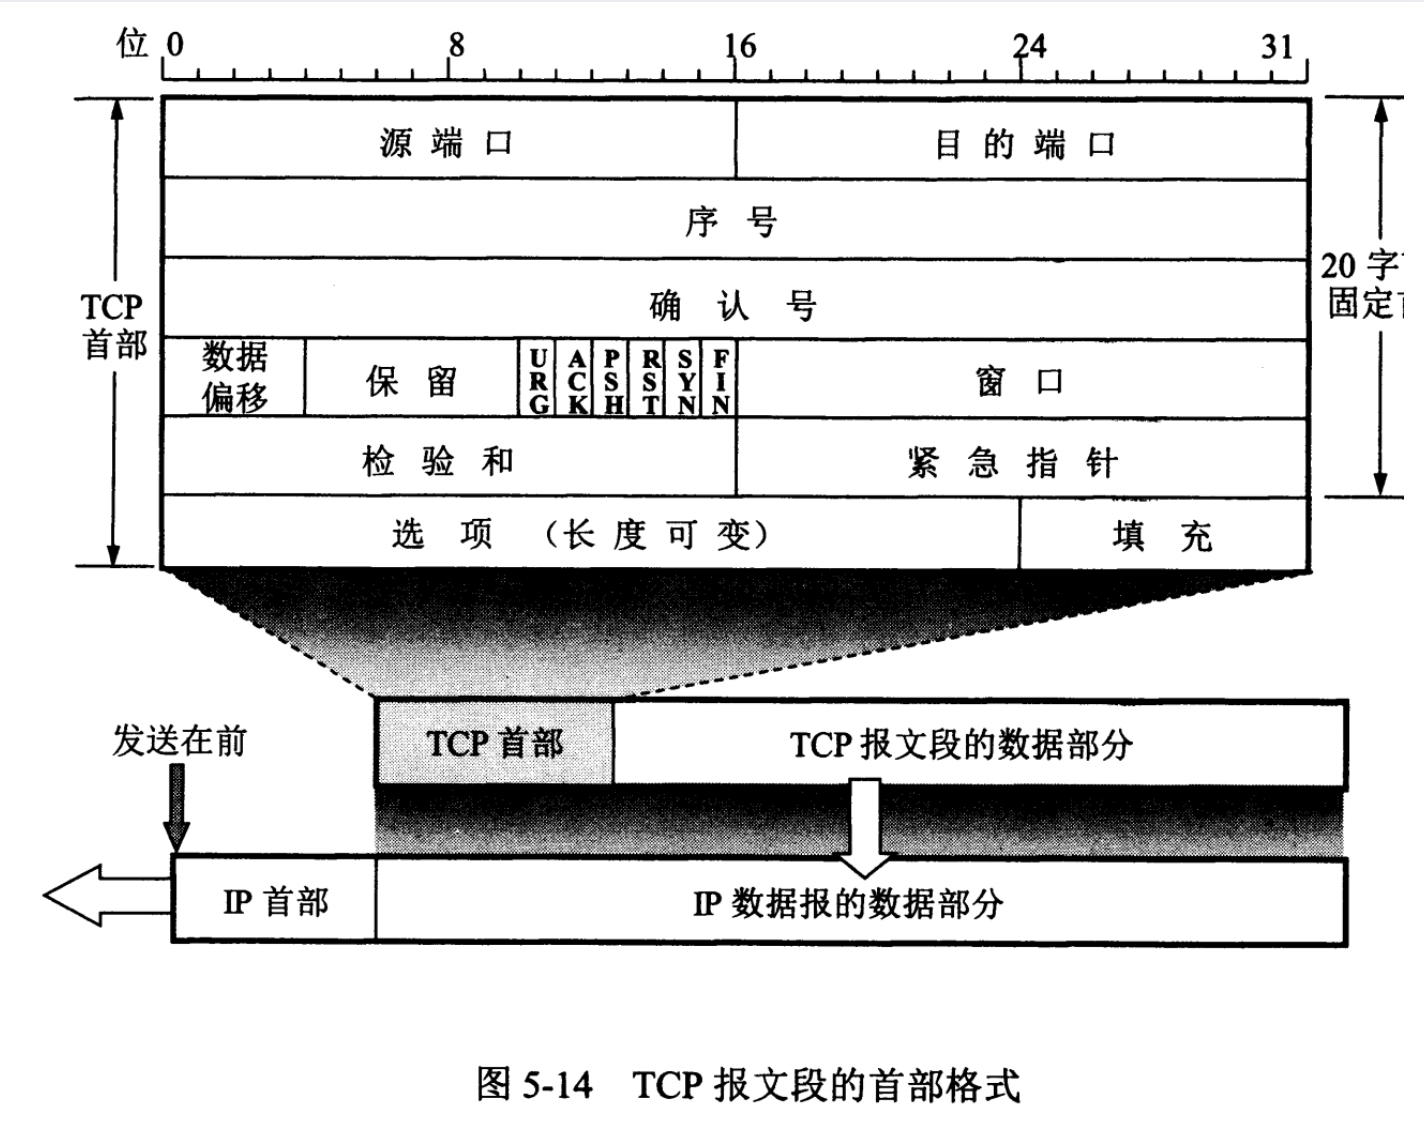 位 0 8 16 24 31
源 端 口 目 的 端 口
序 号
确 认 号
TCP
首部
20 字
固定
数据
偏移
保 留
URG
ACK
PSH
RST
SYN
FIN
窗 口
检 验 和 紧 急 指 针
选 项 （长 度 可 变） 填 充
TCP 首部 TCP 报文段的数据部分
发送在前
IP 首部 IP 数据报的数据部分
图 5-14 TCP 报文段的首部格式